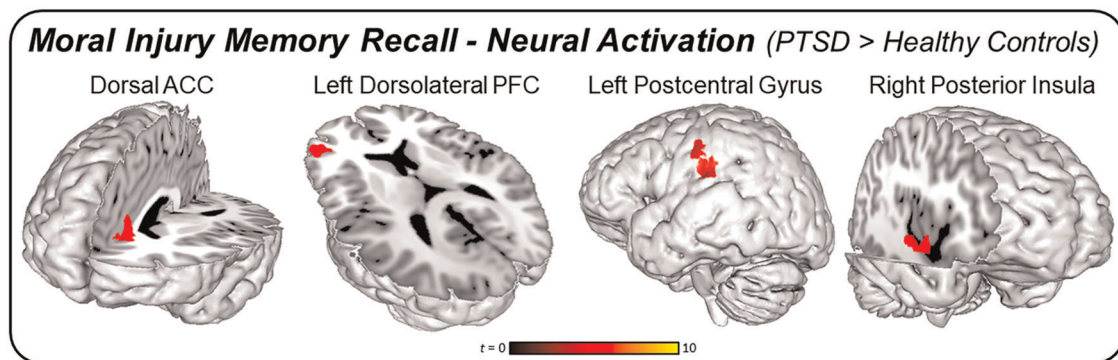 Moral Injury Memory Recall - Neural Activation (PTSD > Healthy Controls)
Dorsal ACC
Left Dorsolateral PFC
Left Postcentral Gyrus
Right Posterior Insula
t = 0
10